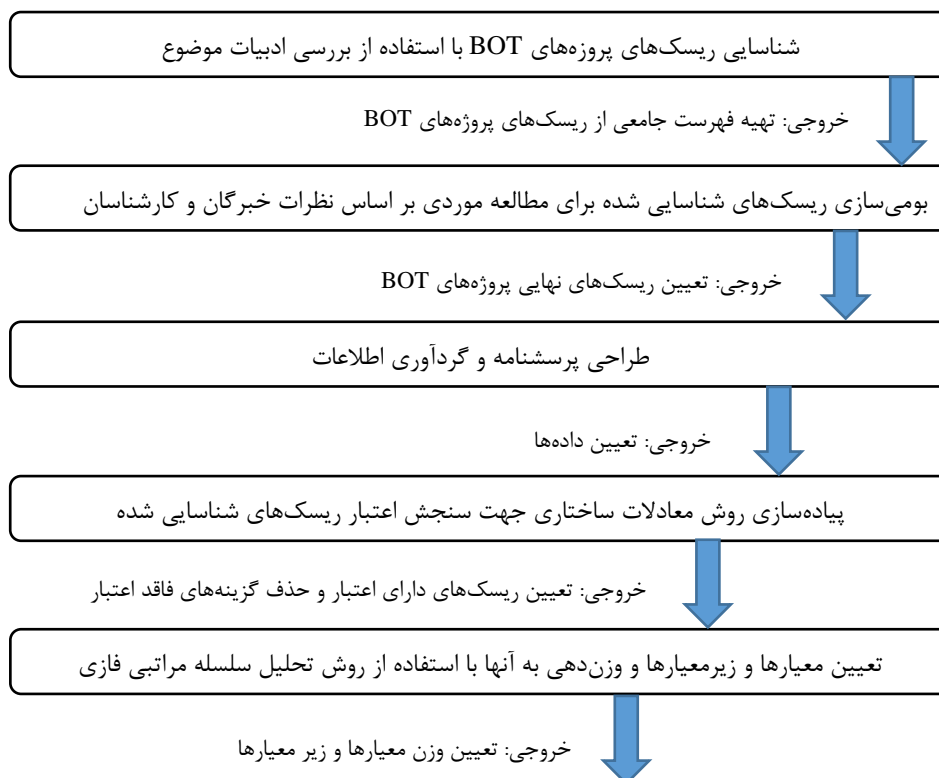 شناسایی ریسک‌های پروزه‌های BOT با استفاده از بررسی ادبیات موضوع
خروجی: تهیه فهرست جامعی از ریسک‌های پروژه‌های BOT
بومی‌سازی ریسک‌های شناسایی شده برای مطالعه موردی بر اساس نظرات خبرگان و کارشناسان
خروجی: تعیین ریسک‌های نهایی پروژه‌های BOT
طراحی پرسشنامه و گردآوری اطلاعات
خروجی: تعیین داده‌ها
پیاده‌سازی روش معادلات ساختاری جهت سنجش اعتبار ریسک‌های شناسایی شده
خروجی: تعیین ریسک‌های دارای اعتبار و حذف گزینه‌های فاقد اعتبار
تعیین معیارها و زیرمعیارها و وزن‌دهی به آنها با استفاده از روش تحلیل سلسله مراتبی فازی
خروجی: تعیین وزن معیارها و زیر معیارها